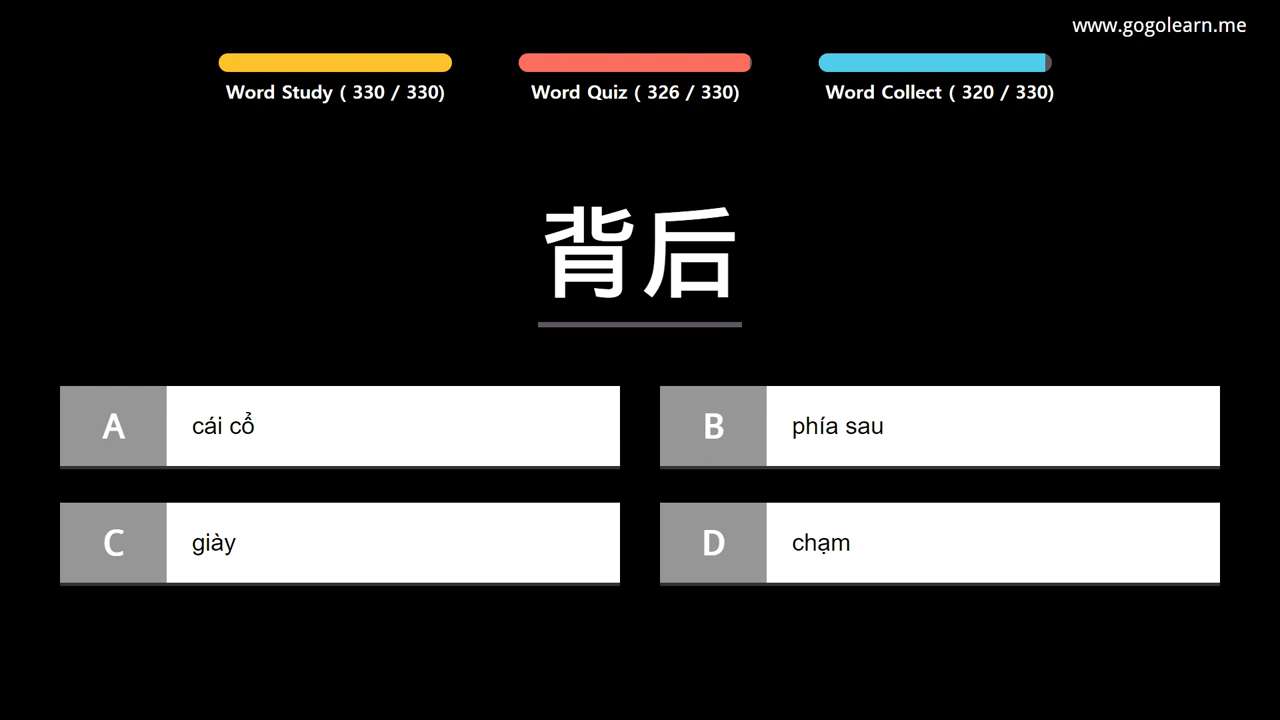 www.gogolearn.me
Word Study ( 330 / 330)
Word Quiz ( 326 / 330)
Word Collect ( 320 / 330)
背后
A cái cổ
B phía sau
C giày
D chạm